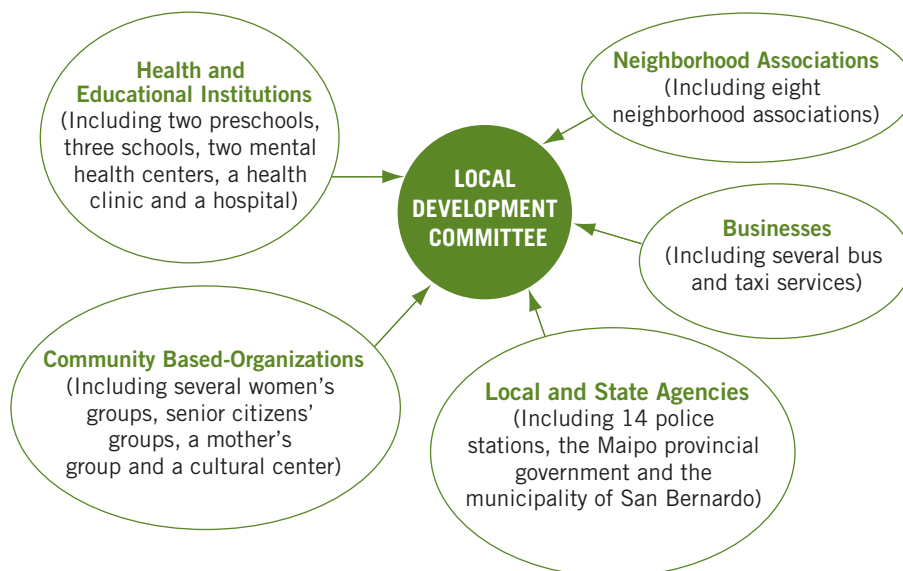 Health and
Educational Institutions
(Including two preschools,
three schools, two mental
health centers, a health
clinic and a hospital)
Neighborhood Associations
(Including eight
neighborhood associations)
LOCAL
DEVELOPMENT
COMMITTEE
Businesses
(Including several bus
and taxi services)
Community Based-Organizations
(Including several women’s
groups, senior citizens’
groups, a mother’s
group and a cultural center)
Local and State Agencies
(Including 14 police
stations, the Maipo provincial
government and the
municipality of San Bernardo)